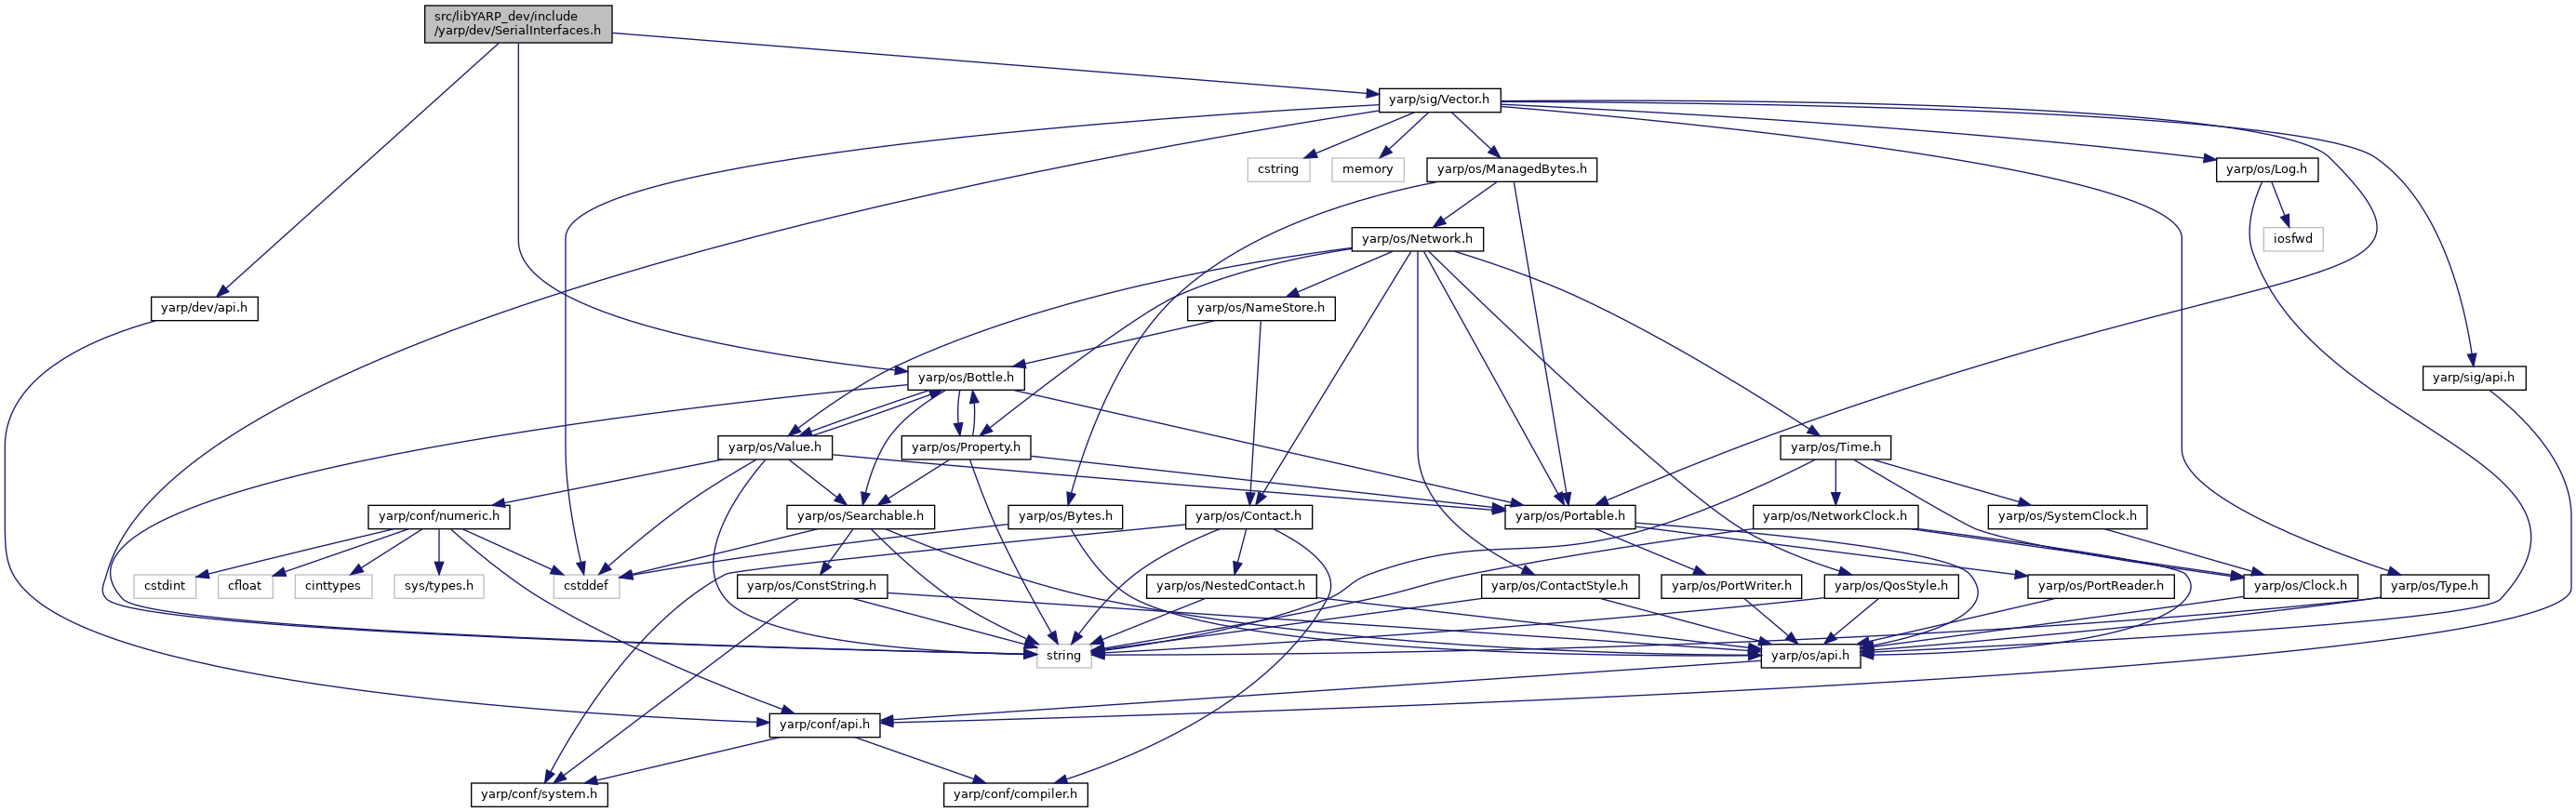 src/libYARP_dev/include
/yarp/dev/SerialInterfaces.h
yarp/sig/Vector.h
cstring
memory
yarp/os/ManagedBytes.h
yarp/os/Log.h
yarp/os/Network.h
iosfwd
yarp/dev/api.h
yarp/os/NameStore.h
yarp/os/Bottle.h
yarp/sig/api.h
yarp/os/Value.h
yarp/os/Property.h
yarp/os/Time.h
yarp/conf/numeric.h
yarp/os/Searchable.h
yarp/os/Bytes.h
yarp/os/Contact.h
yarp/os/Portable.h
yarp/os/NetworkClock.h
yarp/os/SystemClock.h
cstdint
cfloat
cinttypes
sys/types.h
cstddef
yarp/os/ConstString.h
yarp/os/NestedContact.h
yarp/os/ContactStyle.h
yarp/os/PortWriter.h
yarp/os/QosStyle.h
yarp/os/PortReader.h
yarp/os/Clock.h
yarp/os/Type.h
string
yarp/os/api.h
yarp/conf/api.h
yarp/conf/system.h
yarp/conf/compiler.h